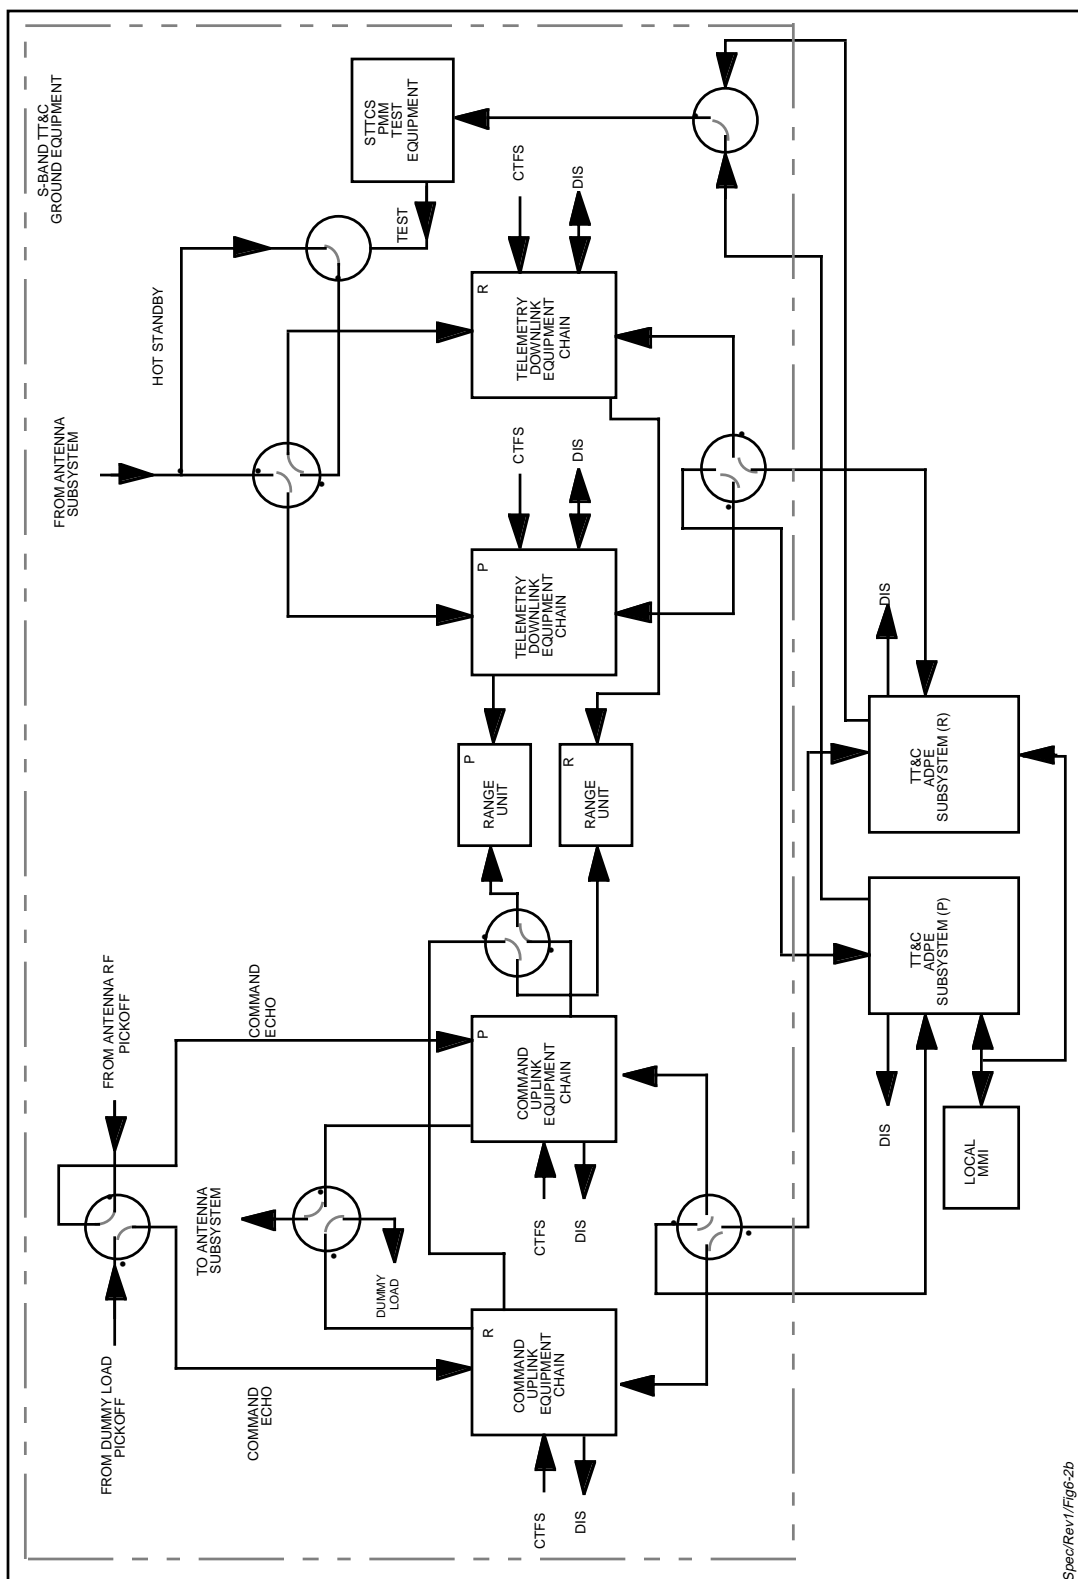 S-BAND TT&C
GROUND EQUIPMENT
FROM ANTENNA
SUBSYSTEM
HOT STANDBY
STTCS
PMM
TEST
EQUIPMENT
TEST
CTFS
DIS
R
TELEMETRY
DOWNLINK
EQUIPMENT
CHAIN
CTFS
DIS
P
TELEMETRY
DOWNLINK
EQUIPMENT
CHAIN
P
RANGE
UNIT
R
RANGE
UNIT
FROM ANTENNA RF
PICKOFF
COMMAND
ECHO
P
COMMAND
UPLINK
EQUIPMENT
CHAIN
CTFS
DIS
TO ANTENNA
SUBSYSTEM
DUMMY
LOAD
FROM DUMMY LOAD
PICKOFF
COMMAND
ECHO
R
COMMAND
UPLINK
EQUIPMENT
CHAIN
CTFS
DIS
DIS
TT&C
ADPE
SUBSYSTEM (R)
TT&C
ADPE
SUBSYSTEM (P)
DIS
LOCAL
MMI
Spec/Rev1/Fig6-2b